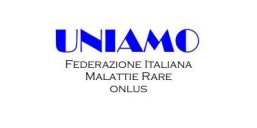 UNIAMO
Federazione Italiana
Malattie Rare
onlus